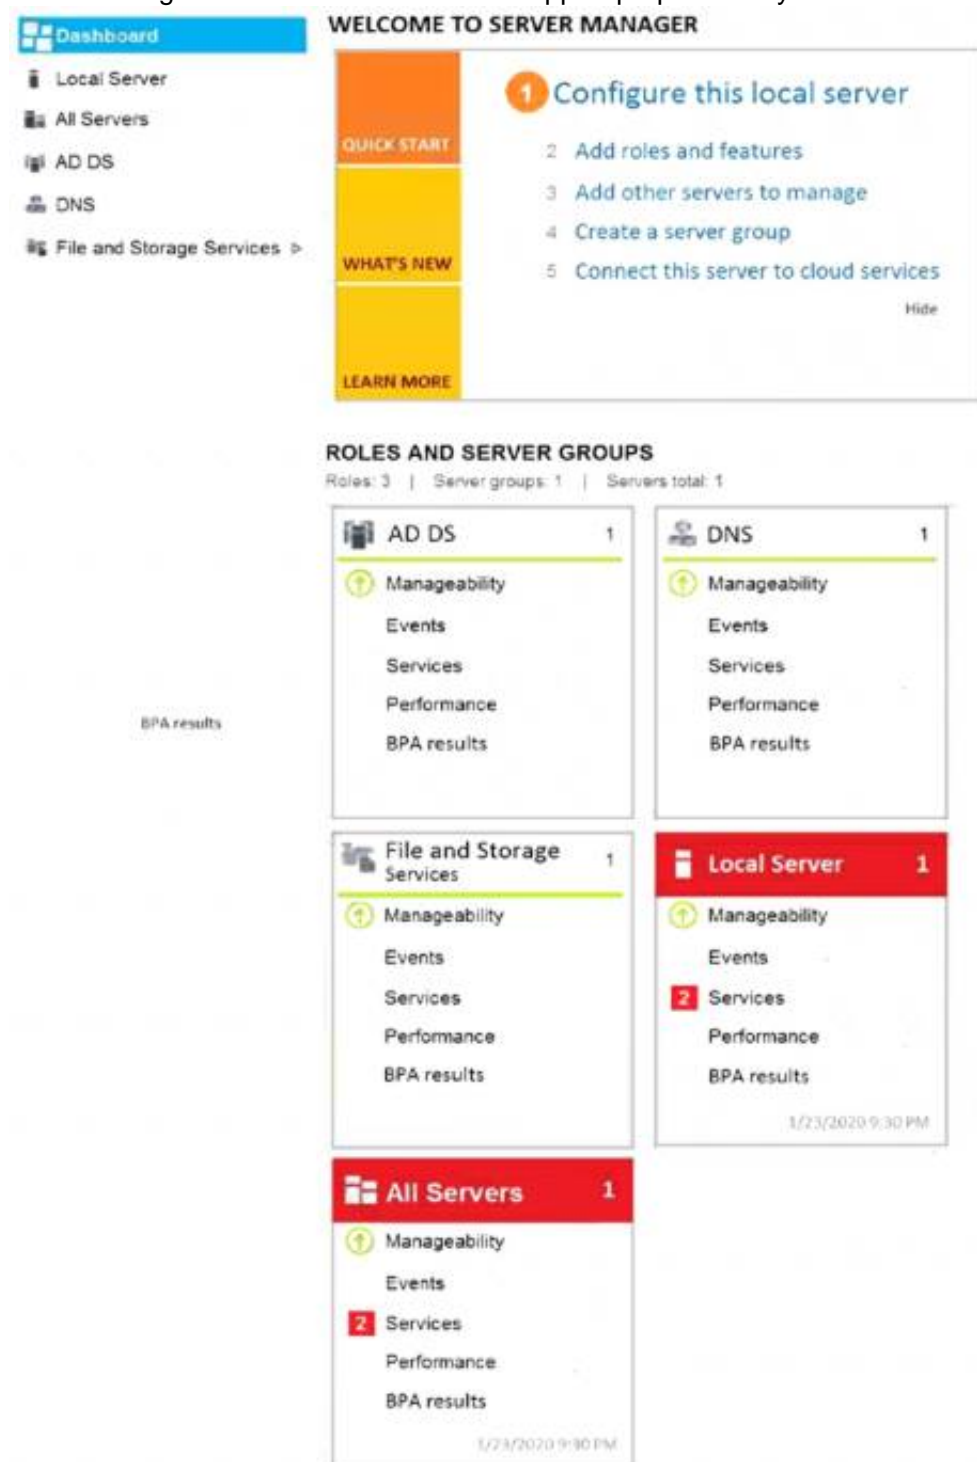 Dashboard
Local Server
All Servers
AD DS
DNS
File and Storage Services
WELCOME TO SERVER MANAGER
QUICK START
WHAT'S NEW
LEARN MORE
1 Configure this local server
2 Add roles and features
3 Add other servers to manage
4 Create a server group
5 Connect this server to cloud services
Hide
ROLES AND SERVER GROUPS
Roles: 3 | Server groups: 1 | Servers total: 1
AD DS 1
Manageability
Events
Services
Performance
BPA results
DNS 1
Manageability
Events
Services
Performance
BPA results
BPA results
File and Storage Services 1
Manageability
Events
Services
Performance
BPA results
Local Server 1
Manageability
Events
2 Services
Performance
BPA results
1/23/2020 9:30 PM
All Servers 1
Manageability
Events
2 Services
Performance
BPA results
1/23/2020 9:30 PM